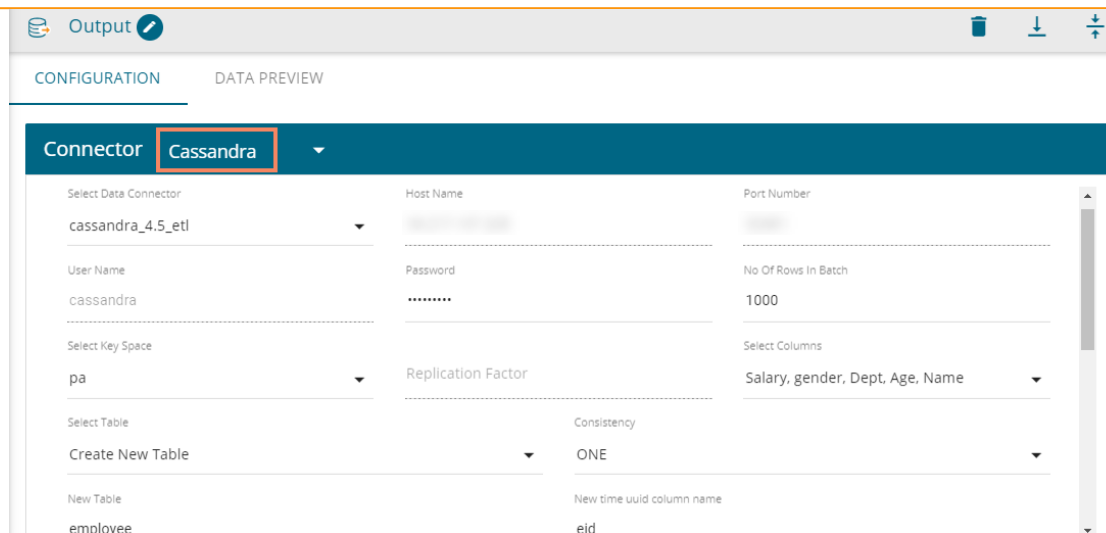 Output
CONFIGURATION DATA PREVIEW
Connector Cassandra
Select Data Connector Host Name Port Number
cassandra_4.5_etl
User Name Password No Of Rows In Batch
cassandra ••••••••• 1000
Select Key Space Select Columns
pa Replication Factor Salary, gender, Dept, Age, Name
Select Table Consistency
Create New Table ONE
New Table New time uuid column name
employee eid